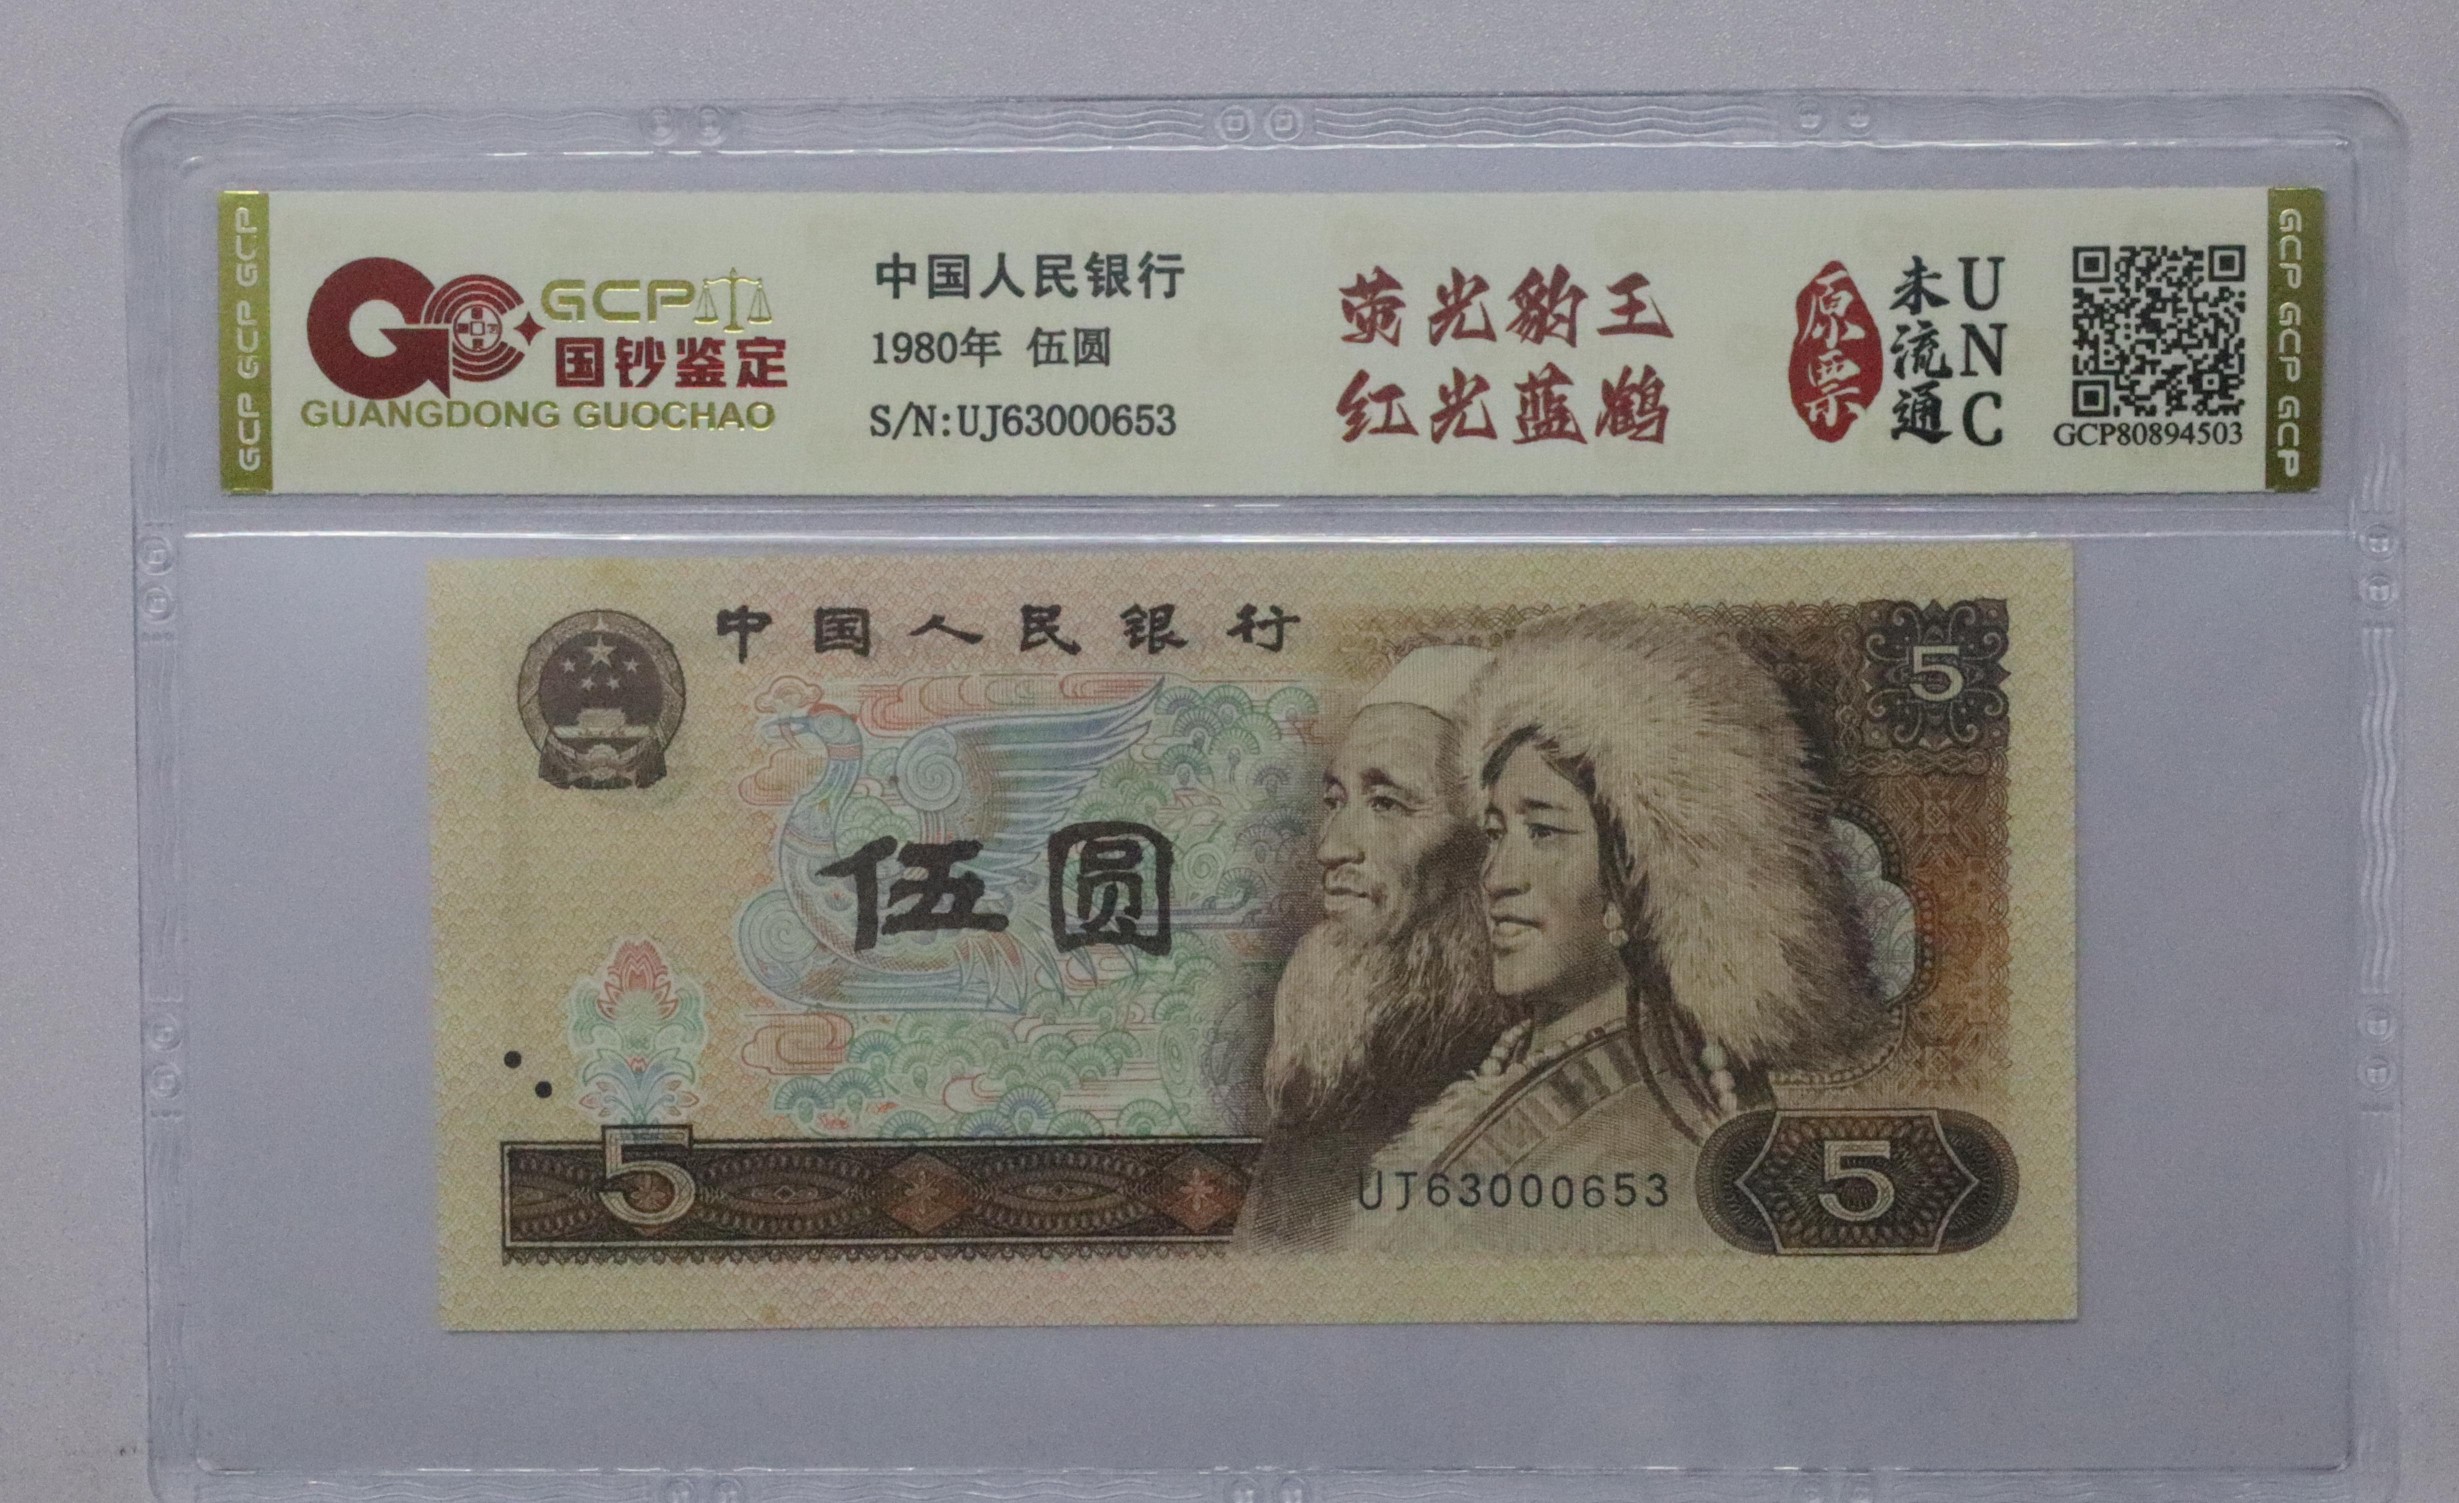 GCP GCP GCP
GCP
国钞鉴定
GUANGDONG GUOCHAO
中国人民银行
1980年 伍圆
S/N:UJ63000653
荧光豹王
红光蓝鹤
原票
未流通
UNC
GCP80894503
GCP GCP GCP
中国人民银行
5
伍圆
5
UJ63000653
5